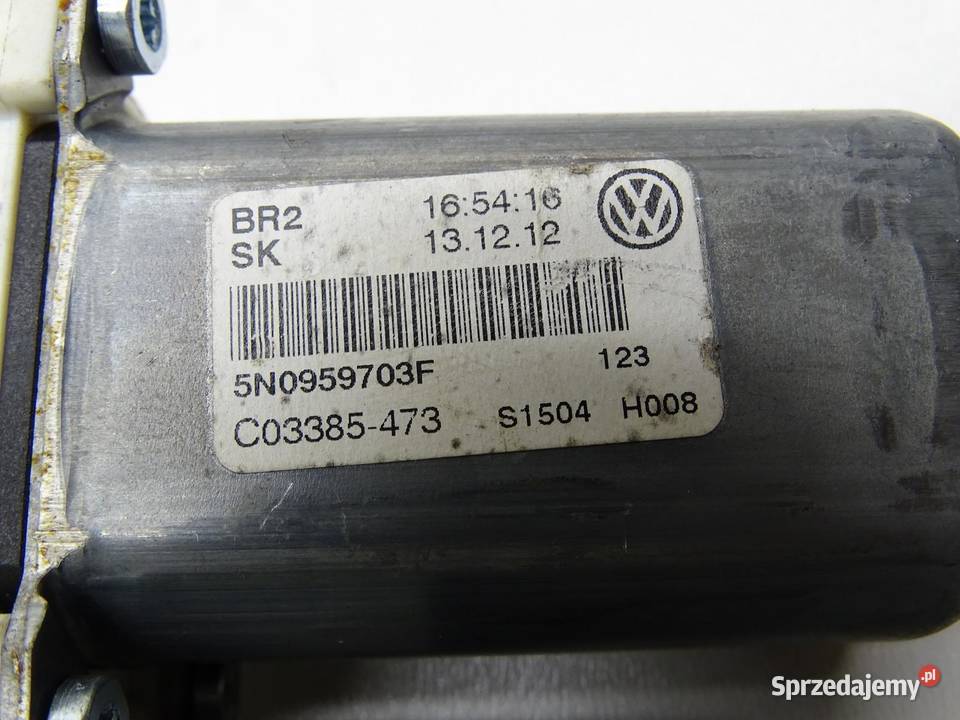 BR2 16:54:16
SK 13.12.12
5N0959703F 123
C03385-473 S1504 H008
Sprzedajemy.pl